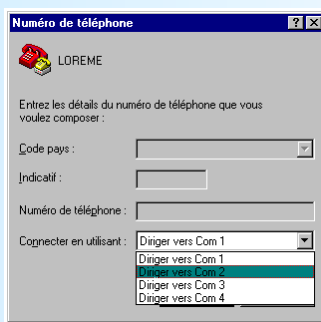 Numéro de téléphone
LOREME
Entrez les détails du numéro de téléphone que vous
voulez composer :
Code pays :
Indicatif :
Numéro de téléphone :
Connecter en utilisant : Diriger vers Com 1
Diriger vers Com 1
Diriger vers Com 2
Diriger vers Com 3
Diriger vers Com 4